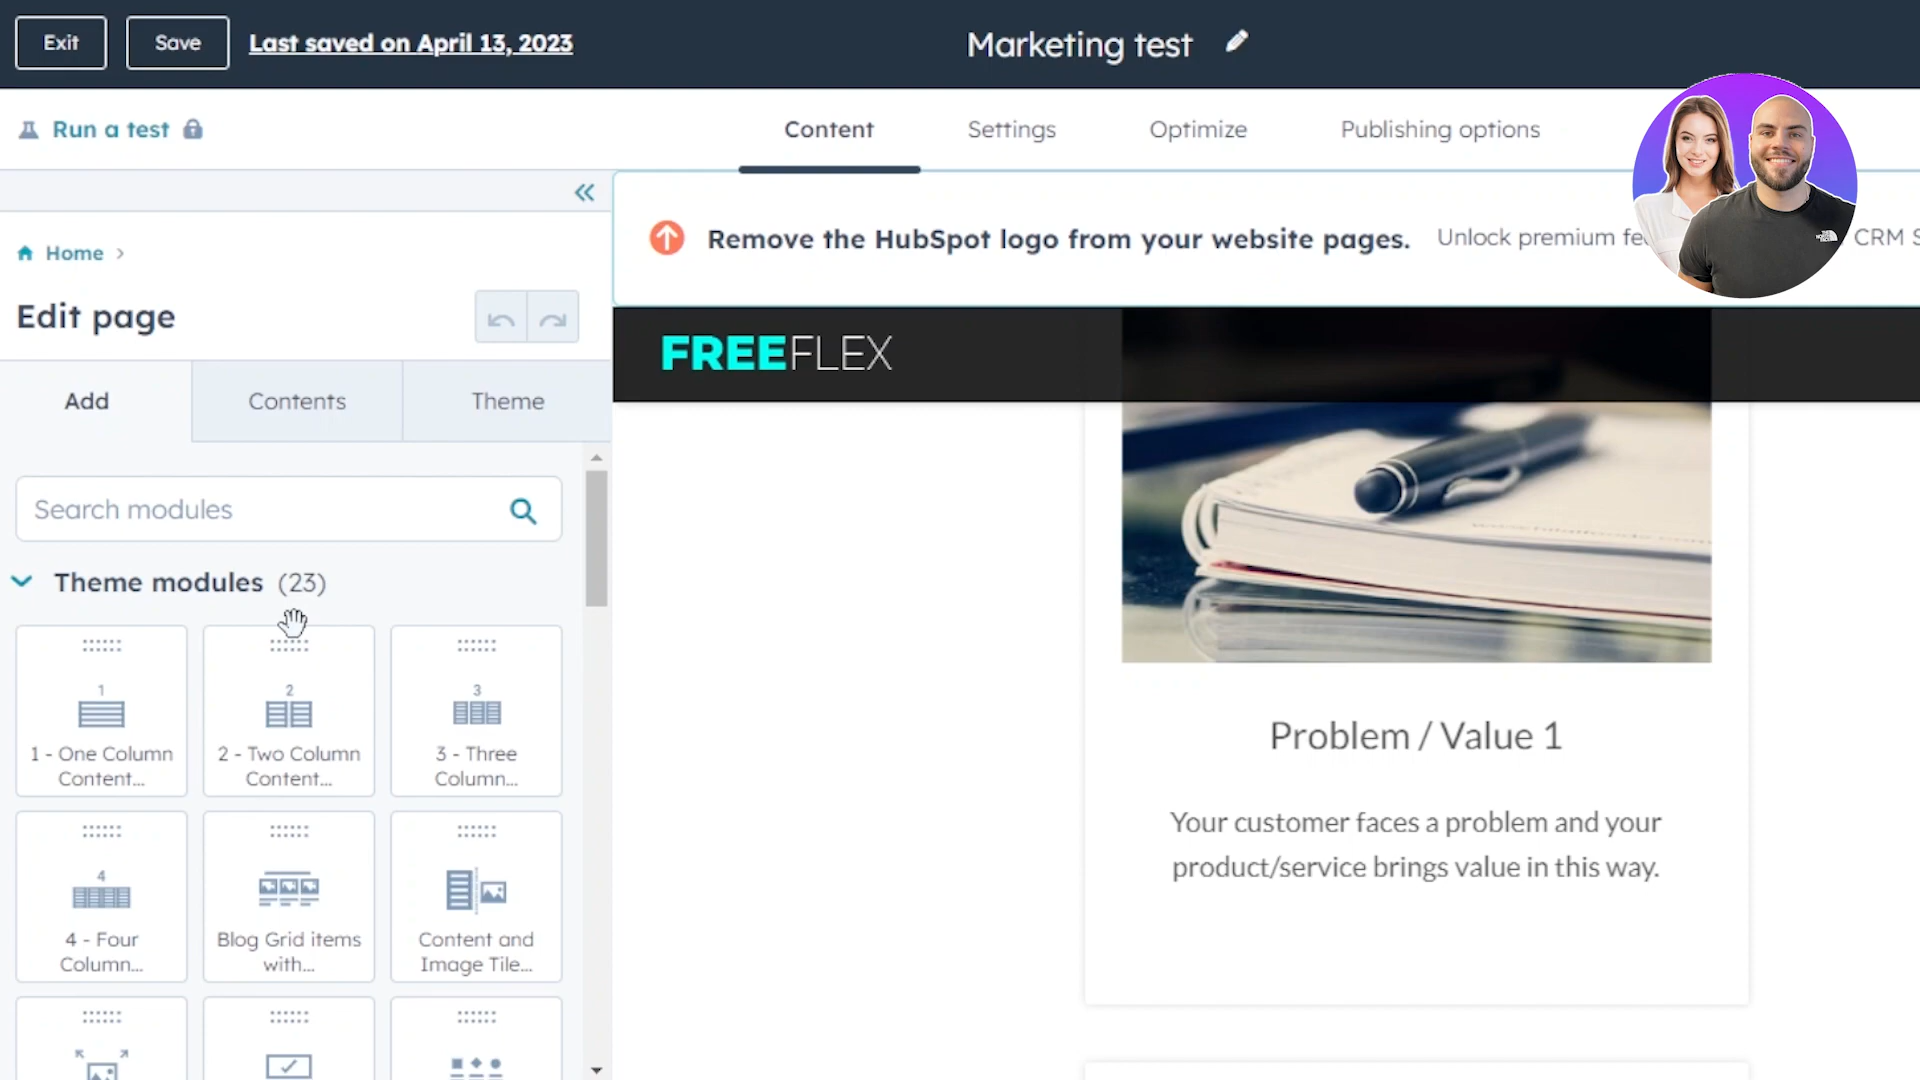 Exit
Save
Last saved on April 13, 2023
Marketing test
Run a test
Content
Settings
Optimize
Publishing options
Home
Edit page
Add
Contents
Theme
Search modules
Theme modules (23)
1
1 - One Column
Content...
2
2 - Two Column
Content...
3
3 - Three
Column...
4
4 - Four
Column...
Blog Grid items
with...
Content and
Image Tile...
Remove the HubSpot logo from your website pages.
Unlock premium
CRM
FREEFLEX
Problem / Value 1
Your customer faces a problem and your
product/service brings value in this way.